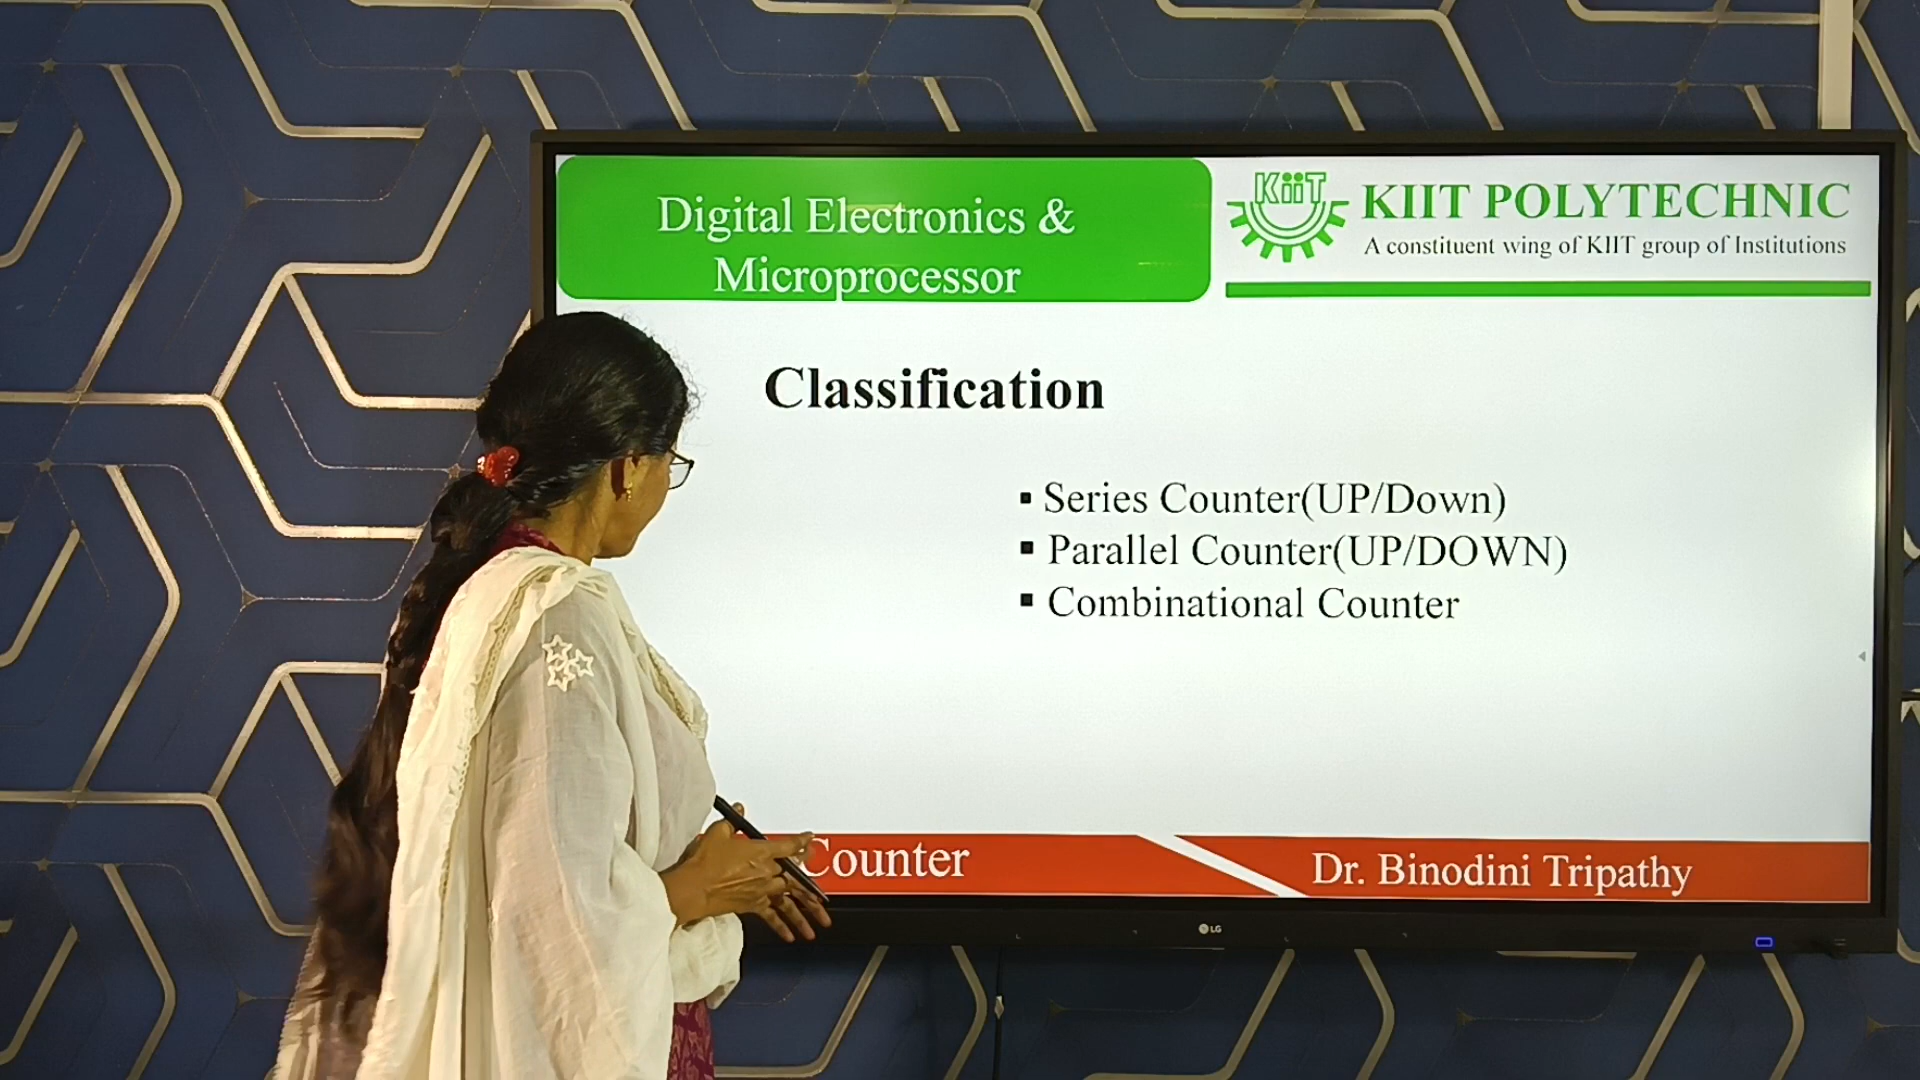 Digital Electronics &
Microprocessor
KiiT
KIIT POLYTECHNIC
A constituent wing of KIIT group of Institutions
Classification
▪ Series Counter(UP/Down)
▪ Parallel Counter(UP/DOWN)
▪ Combinational Counter
Counter
Dr. Binodini Tripathy
LG